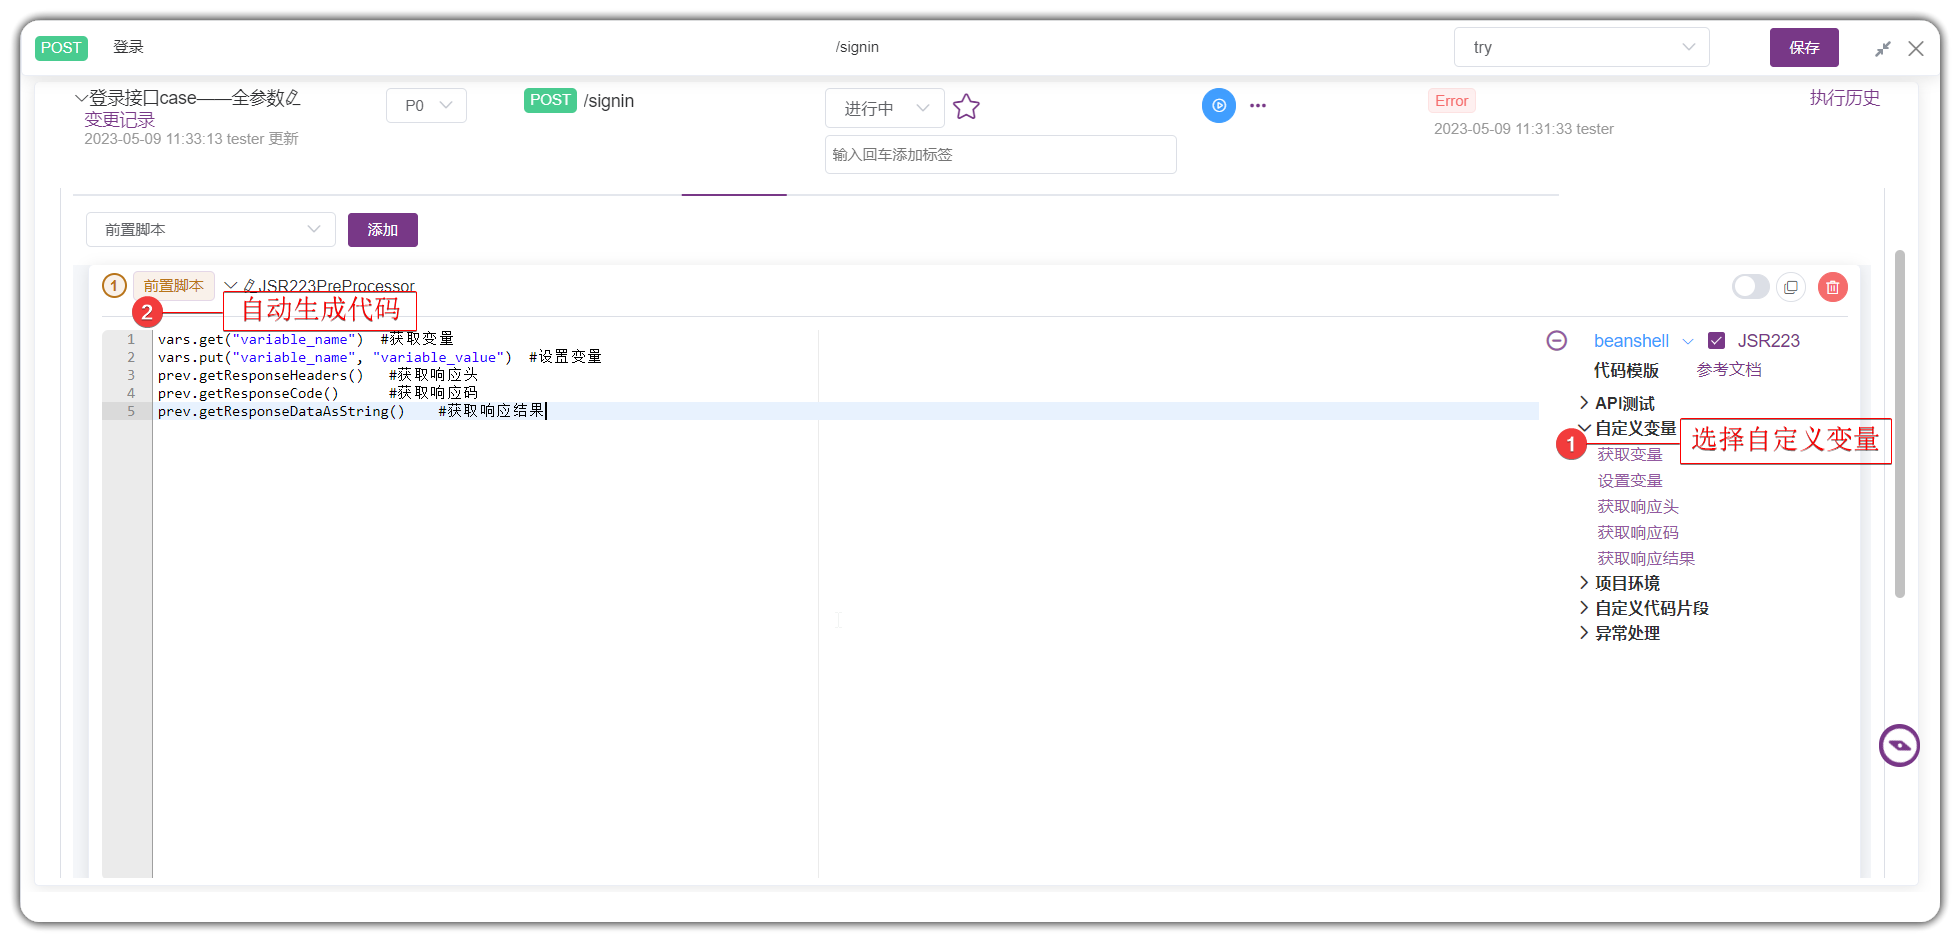 POST 登录 /signin try 保存
登录接口case——全参数 P0 POST /signin 进行中 Error 执行历史
变更记录
2023-05-09 11:33:13 tester 更新 2023-05-09 11:31:33 tester
输入回车添加标签
前置脚本 添加
1 前置脚本 JSR223PreProcessor
2 自动生成代码
1 vars.get("variable_name") #获取变量
2 vars.put("variable_name", "variable_value") #设置变量
3 prev.getResponseHeaders() #获取响应头
4 prev.getResponseCode() #获取响应码
5 prev.getResponseDataAsString() #获取响应结果
beanshell JSR223
代码模版 参考文档
API测试
自定义变量
1 选择自定义变量
获取变量
设置变量
获取响应头
获取响应码
获取响应结果
项目环境
自定义代码片段
异常处理